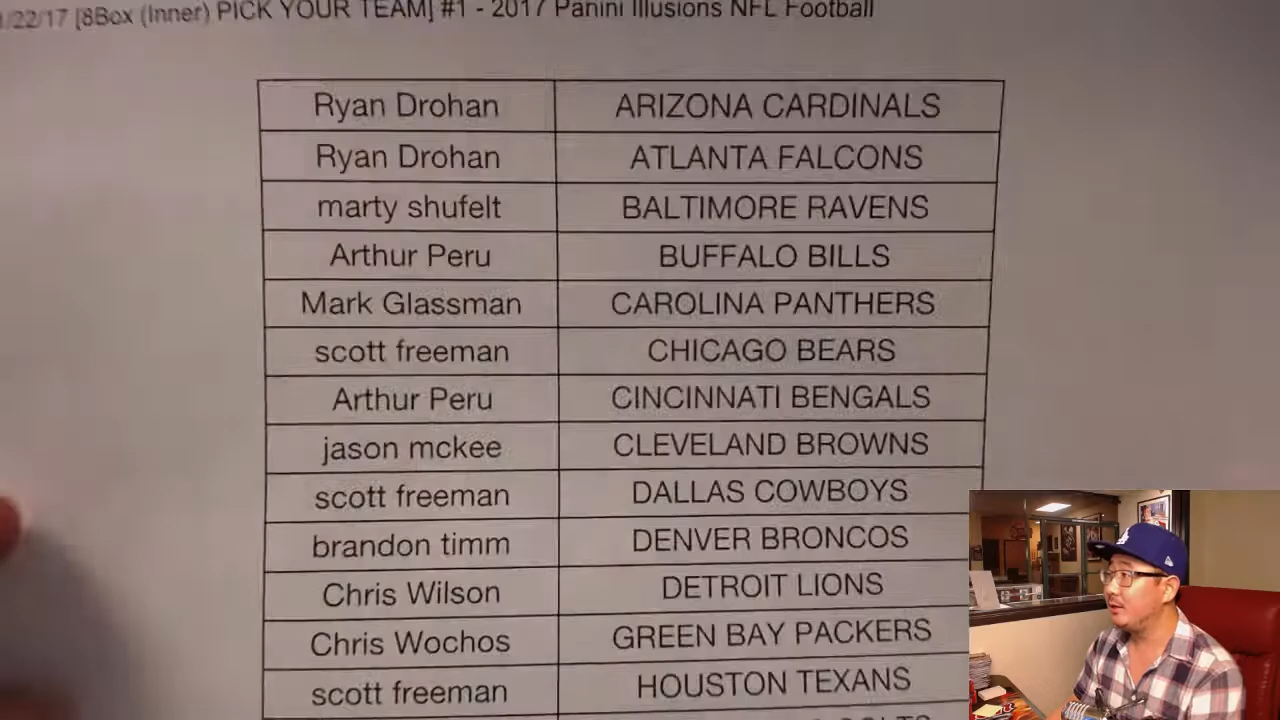 /22/17 [8Box (Inner) PICK YOUR TEAM] #1 - 2017 Panini Illusions NFL Football
Ryan Drohan ARIZONA CARDINALS
Ryan Drohan ATLANTA FALCONS
marty shufelt BALTIMORE RAVENS
Arthur Peru BUFFALO BILLS
Mark Glassman CAROLINA PANTHERS
scott freeman CHICAGO BEARS
Arthur Peru CINCINNATI BENGALS
jason mckee CLEVELAND BROWNS
scott freeman DALLAS COWBOYS
brandon timm DENVER BRONCOS
Chris Wilson DETROIT LIONS
Chris Wochos GREEN BAY PACKERS
scott freeman HOUSTON TEXANS